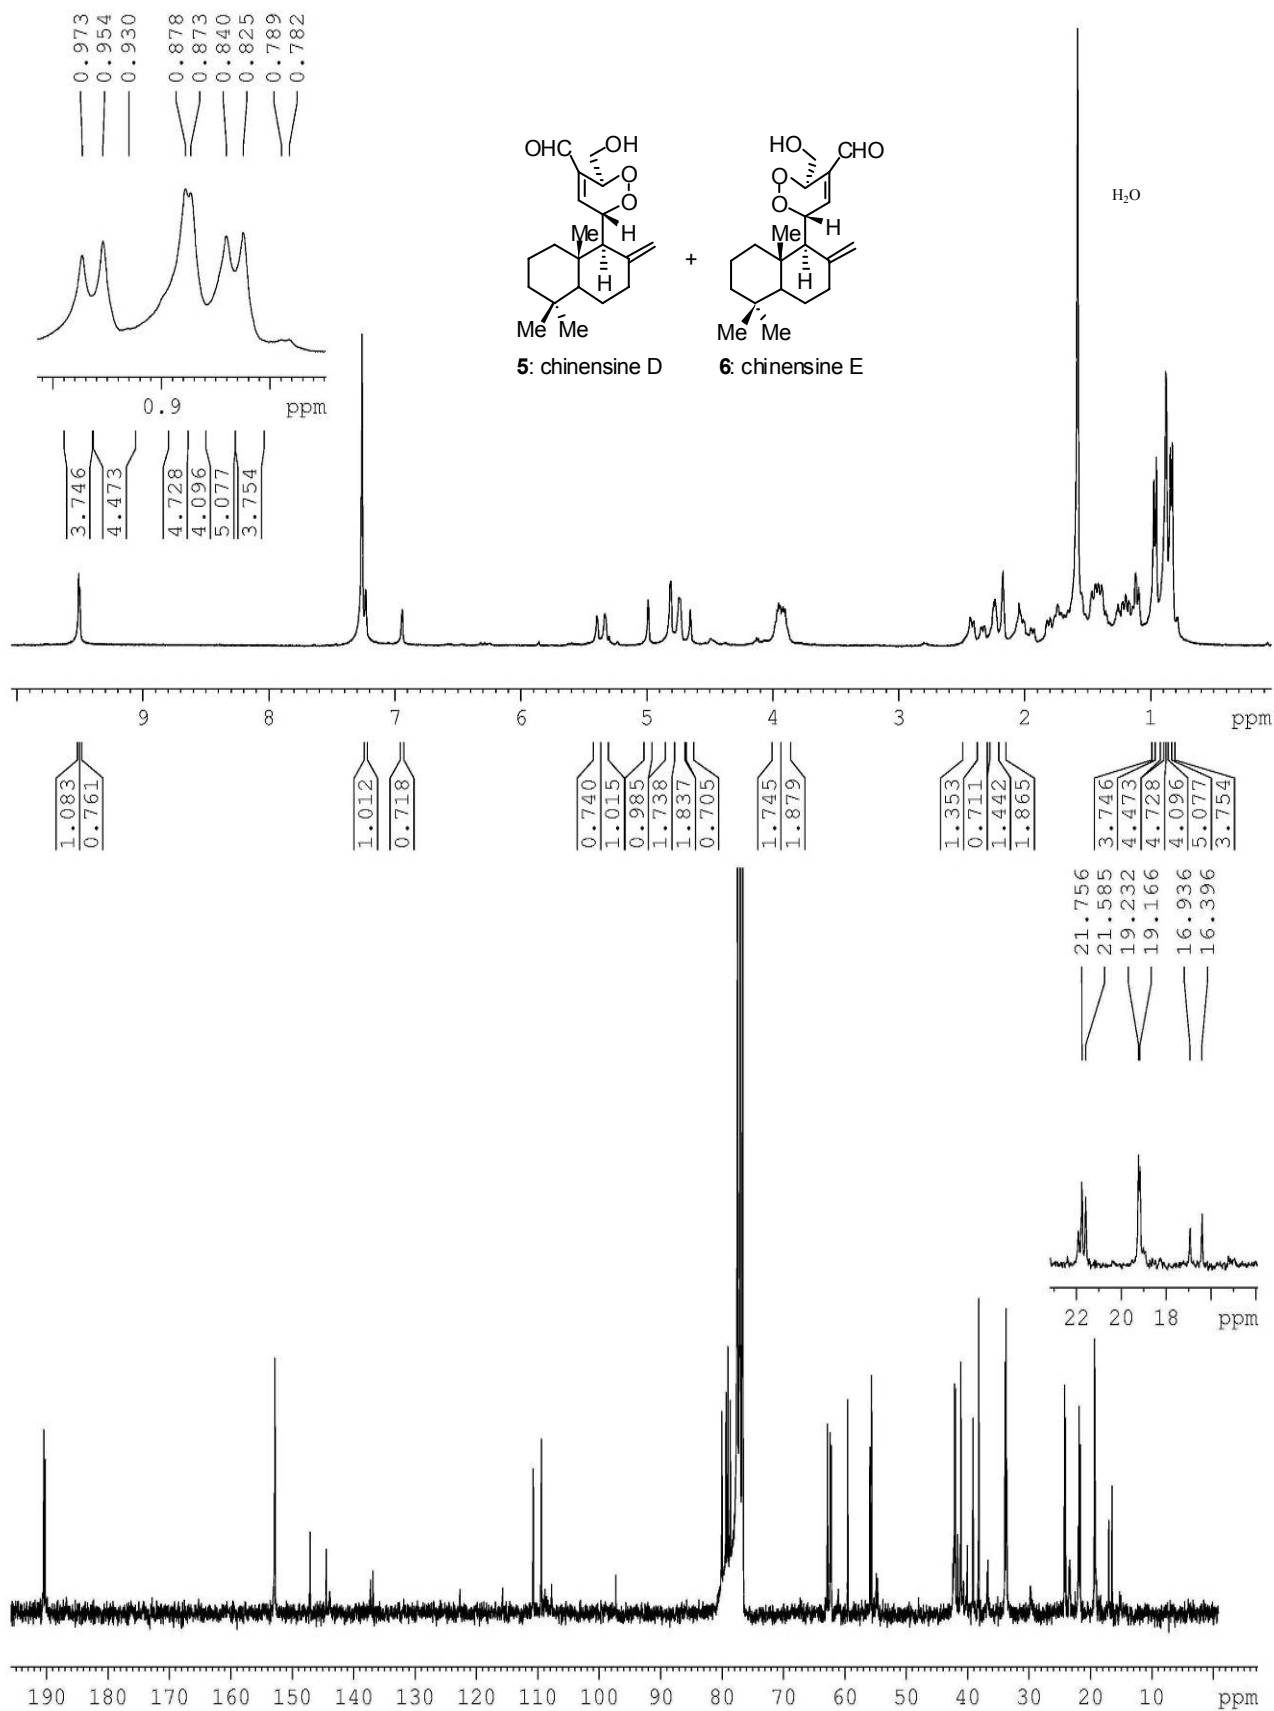 0.973
0.954
0.930
0.878
0.873
0.840
0.825
0.789
0.782
OHC
OH
O
O
Me
H
H
Me Me
5: chinensine D
+
HO
CHO
O
O
Me
H
H
Me Me
6: chinensine E
H₂O
0.9 ppm
3.746
4.473
4.728
4.096
5.077
3.754
9 8 7 6 5 4 3 2 1 ppm
1.083
0.761
1.012
0.718
0.740
1.015
0.985
1.738
1.837
0.705
1.745
1.879
1.353
0.711
1.442
1.865
3.746
4.473
4.728
4.096
5.077
3.754
21.756
21.585
19.232
19.166
16.936
16.396
22 20 18 ppm
190 180 170 160 150 140 130 120 110 100 90 80 70 60 50 40 30 20 10 ppm